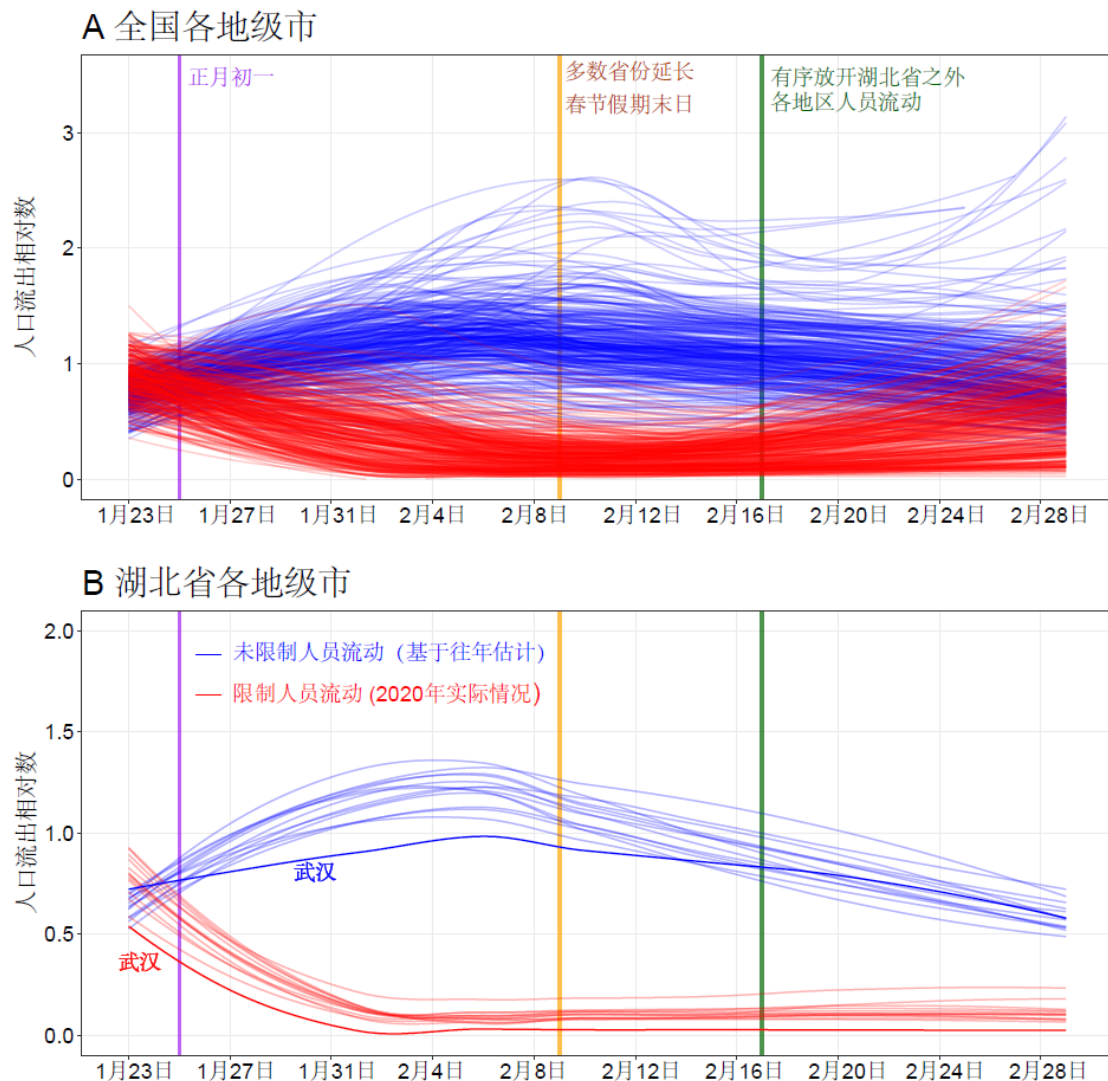 A 全国各地级市
正月初一
多数省份延长
春节假期末日
有序放开湖北省之外
各地区人员流动
人口流出相对数
3
2
1
0
1月23日 1月27日 1月31日 2月4日 2月8日 2月12日 2月16日 2月20日 2月24日 2月28日
B 湖北省各地级市
未限制人员流动（基于往年估计）
限制人员流动 (2020年实际情况)
人口流出相对数
2.0
1.5
1.0
0.5
0.0
武汉
武汉
1月23日 1月27日 1月31日 2月4日 2月8日 2月12日 2月16日 2月20日 2月24日 2月28日